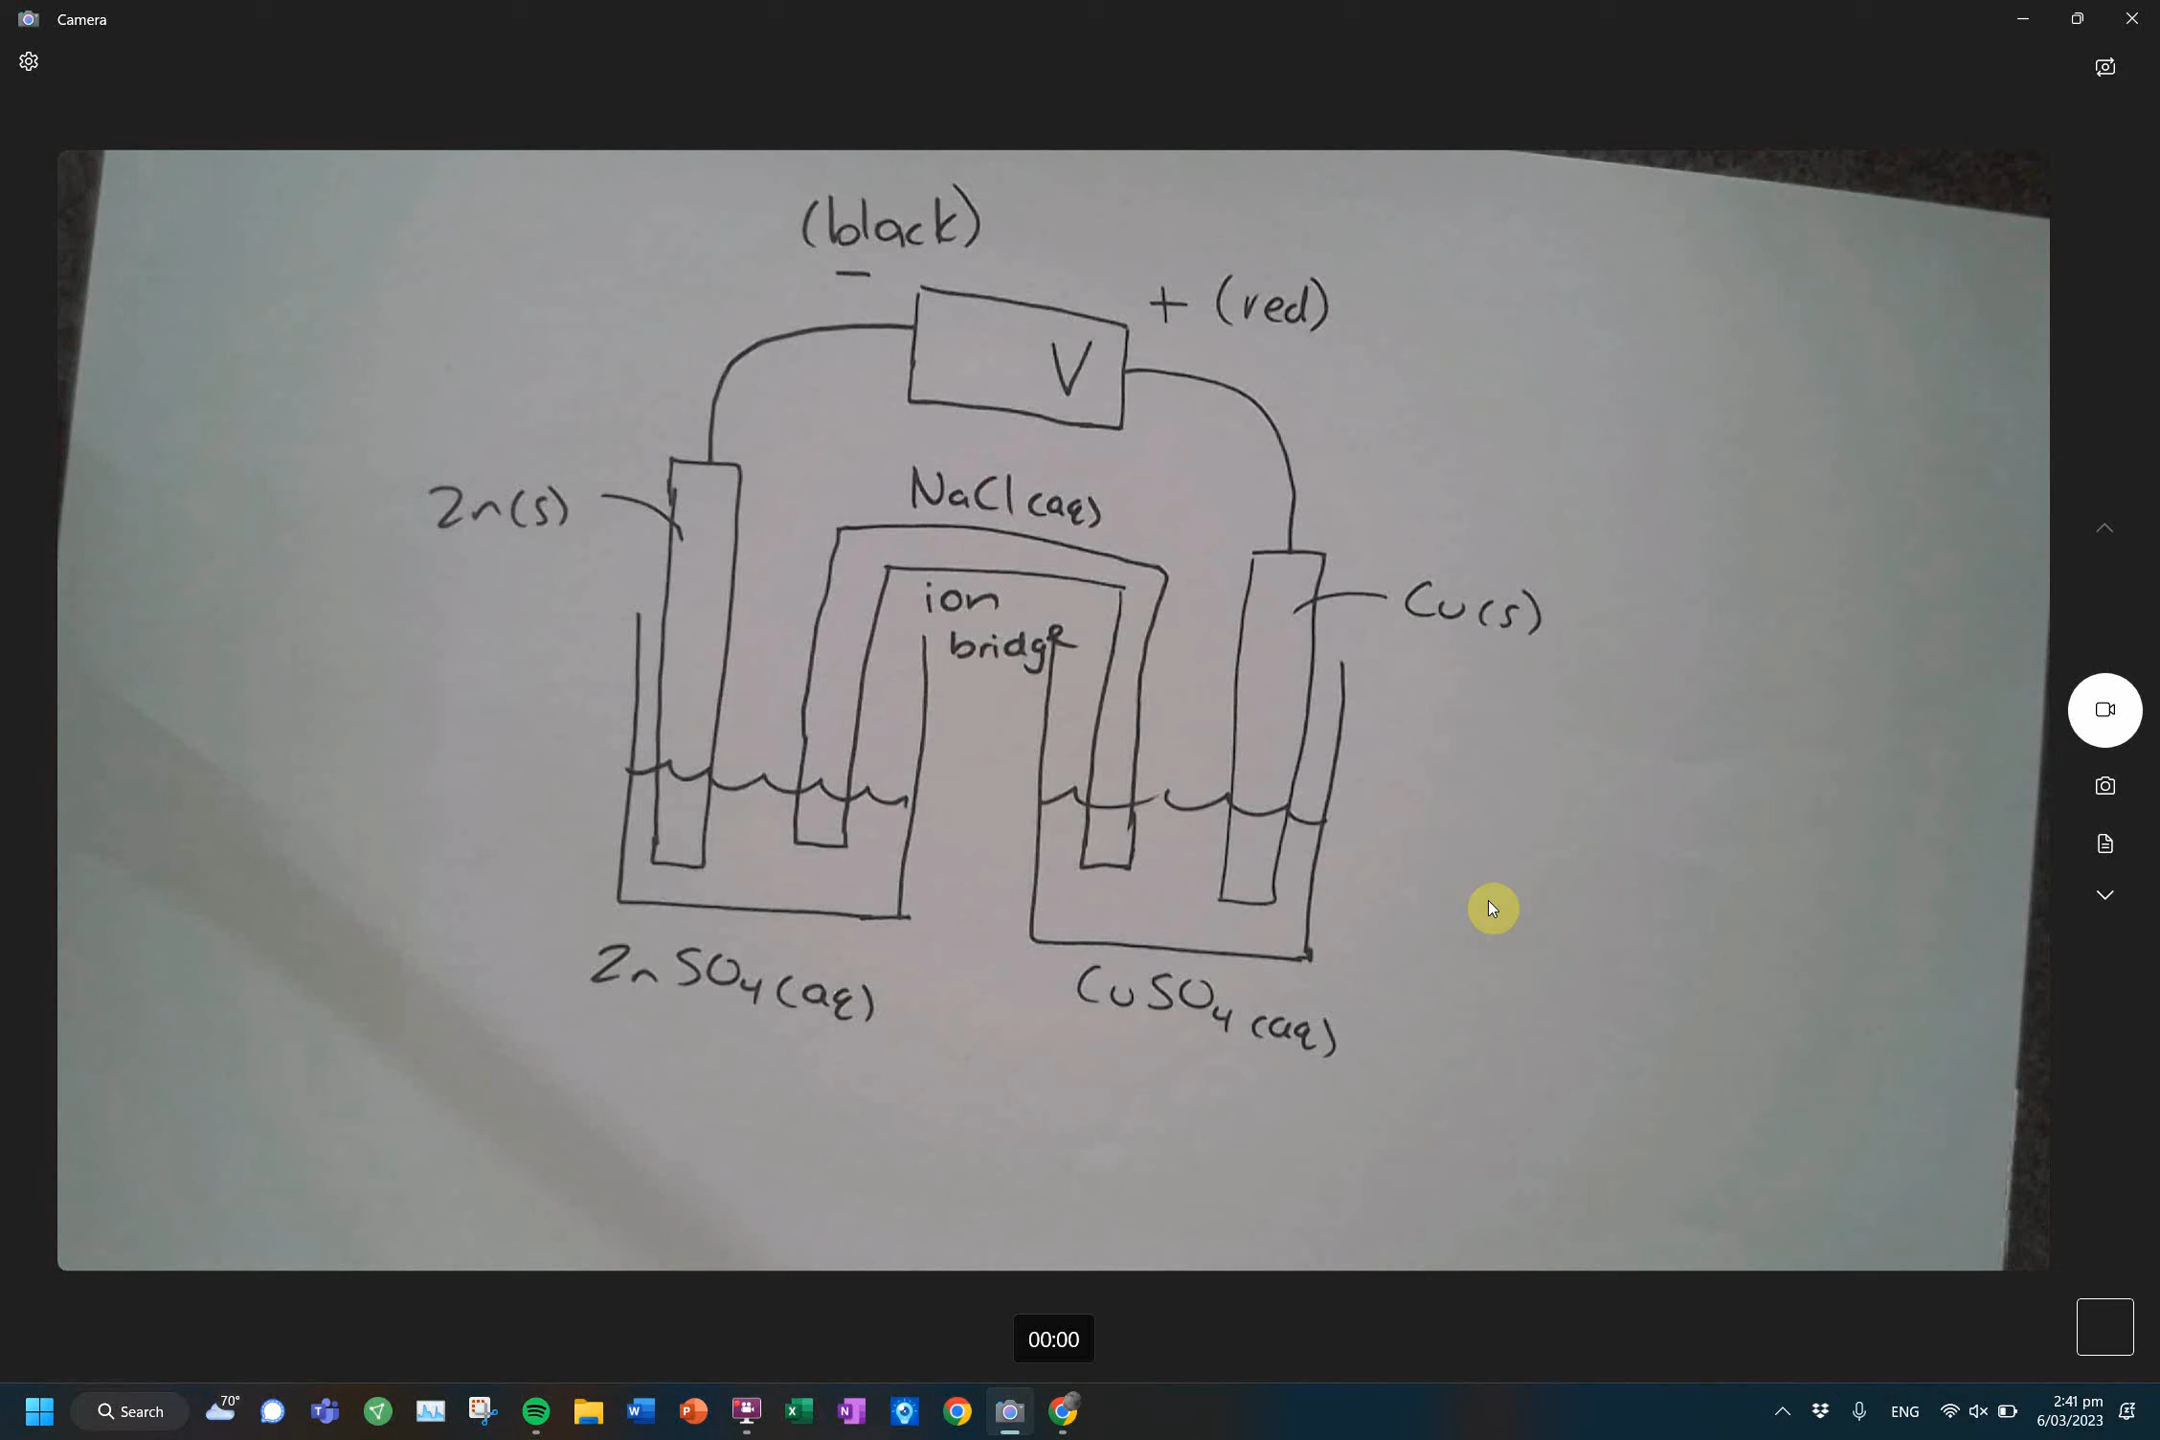 Camera
(black)
−
+ (red)
V
Zn(s)
NaCl(aq)
ion
bridge
Cu(s)
ZnSO₄(aq)
CuSO₄(aq)
00:00
Search
70°
ENG
2:41 pm
6/03/2023